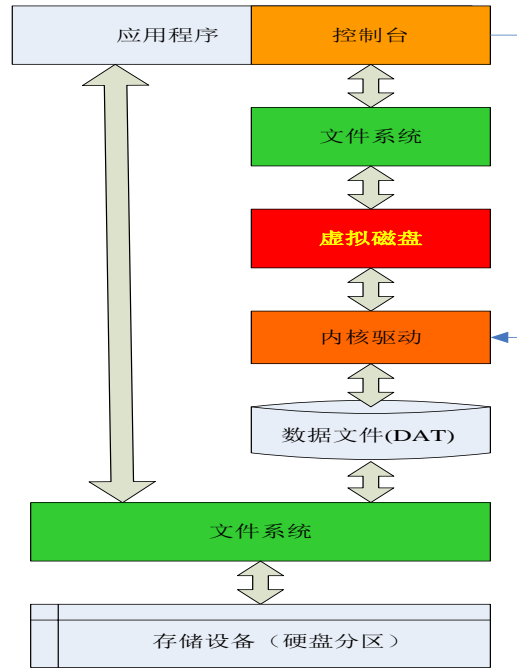 应用程序
控制台
文件系统
虚拟磁盘
内核驱动
数据文件(DAT)
文件系统
存储设备（硬盘分区）